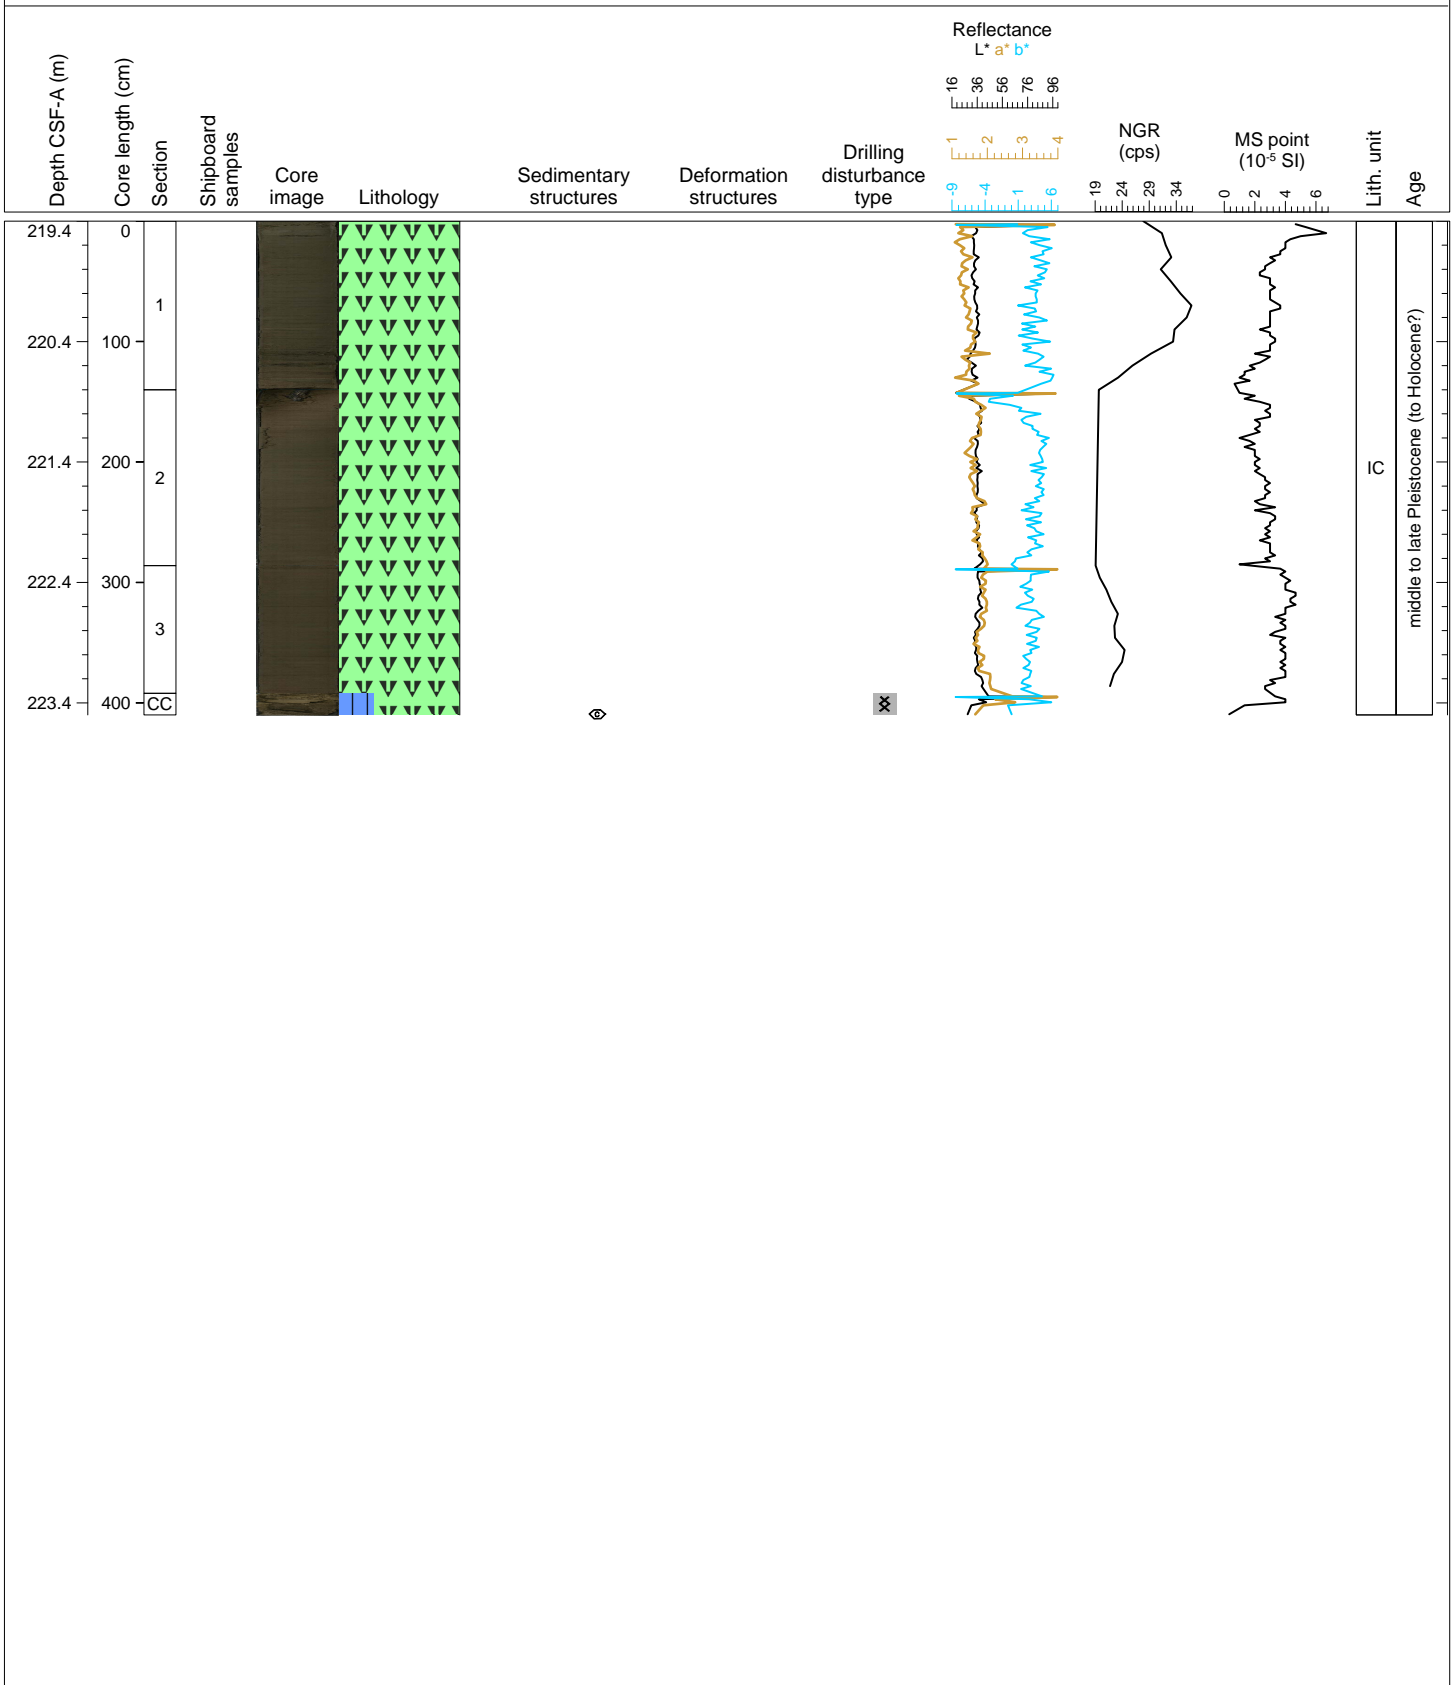 Depth CSF-A (m)
Core length (cm)
Section
Shipboard
samples
Core
image
Lithology
Sedimentary
structures
Deformation
structures
Drilling
disturbance
type
Reflectance
L* a* b*
16 36 56 76 96
1 2 3 4
-9 -4 1 6
NGR
(cps)
19 24 29 34
MS point
(10-5 SI)
0 2 4 6
Lith. unit
Age
219.4 0
1
220.4 100
221.4 200
2
222.4 300
3
223.4 400 CC
c
IC
middle to late Pleistocene (to Holocene?)